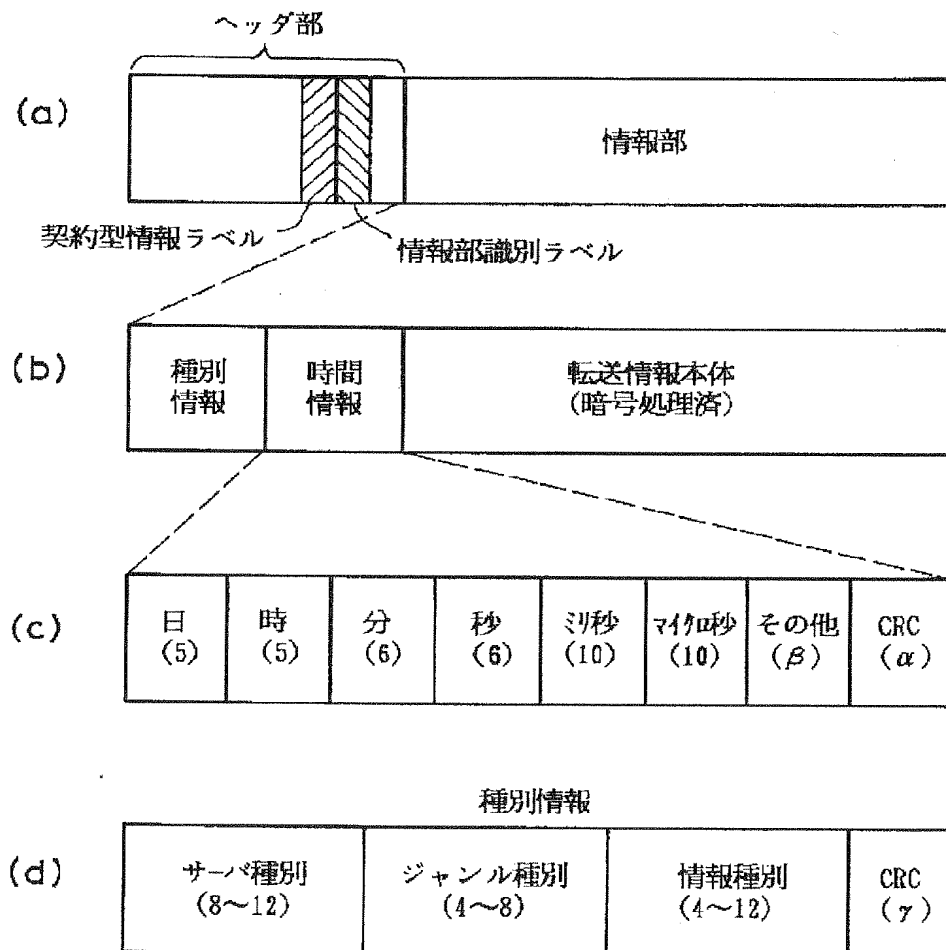 ヘッダ部
(a)
情報部
契約型情報ラベル
情報部識別ラベル
(b)
種別
情報
時間
情報
転送情報本体
(暗号処理済)
(c)
日
(5)
時
(5)
分
(6)
秒
(6)
ミリ秒
(10)
マイクロ秒
(10)
その他
(β)
CRC
(α)
種別情報
(d)
サーバ種別
(8〜12)
ジャンル種別
(4〜8)
情報種別
(4〜12)
CRC
(γ)